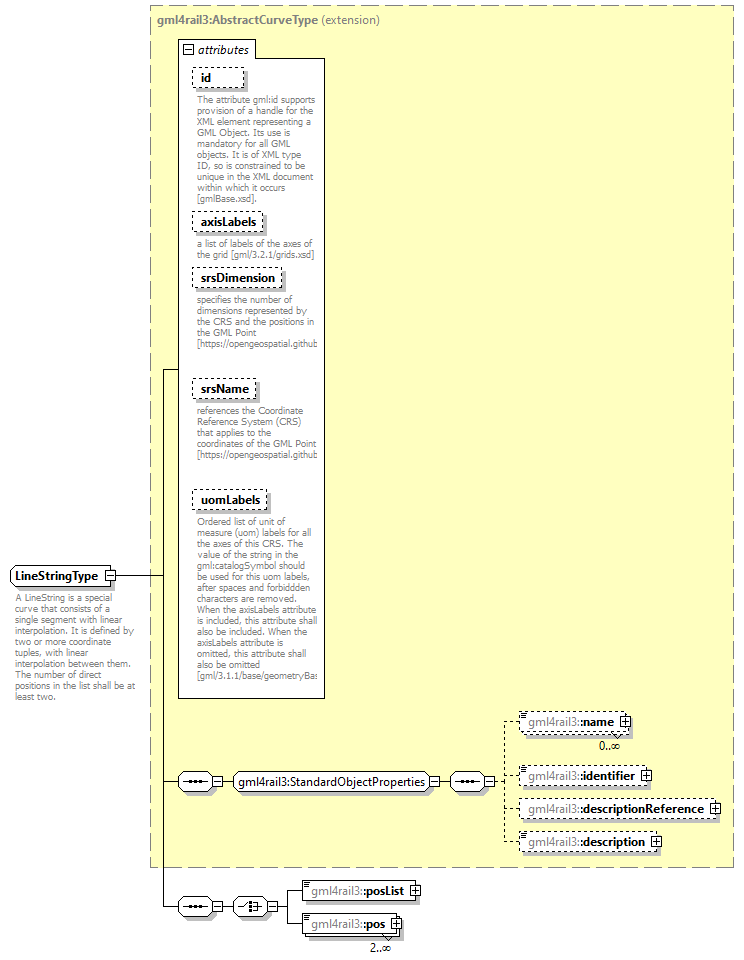 gml4rail3:AbstractCurveType (extension)
attributes
id
The attribute gml:id supports
provision of a handle for the
XML element representing a
GML Object. Its use is
mandatory for all GML
objects. It is of XML type
ID, so is constrained to be
unique in the XML document
within which it occurs
[gmlBase.xsd].
axisLabels
a list of labels of the axes of
the grid [gml/3.2.1/grids.xsd]
srsDimension
specifies the number of
dimensions represented by
the CRS and the positions in
the GML Point
[https://opengeospatial.github
srsName
references the Coordinate
Reference System (CRS)
that applies to the
coordinates of the GML Point
[https://opengeospatial.github
uomLabels
Ordered list of unit of
measure (uom) labels for all
the axes of this CRS. The
value of the string in the
gml:catalogSymbol should
be used for this uom labels,
after spaces and forbiddden
characters are removed.
When the axisLabels attribute
is included, this attribute shall
also be included. When the
axisLabels attribute is
omitted, this attribute shall
also be omitted
[gml/3.1.1/base/geometryBas
LineStringType
A LineString is a special
curve that consists of a
single segment with linear
interpolation. It is defined by
two or more coordinate
tuples, with linear
interpolation between them.
The number of direct
positions in the list shall be at
least two.
gml4rail3:StandardObjectProperties
gml4rail3::name
0..∞
gml4rail3::identifier
gml4rail3::descriptionReference
gml4rail3::description
gml4rail3::posList
gml4rail3::pos
2..∞